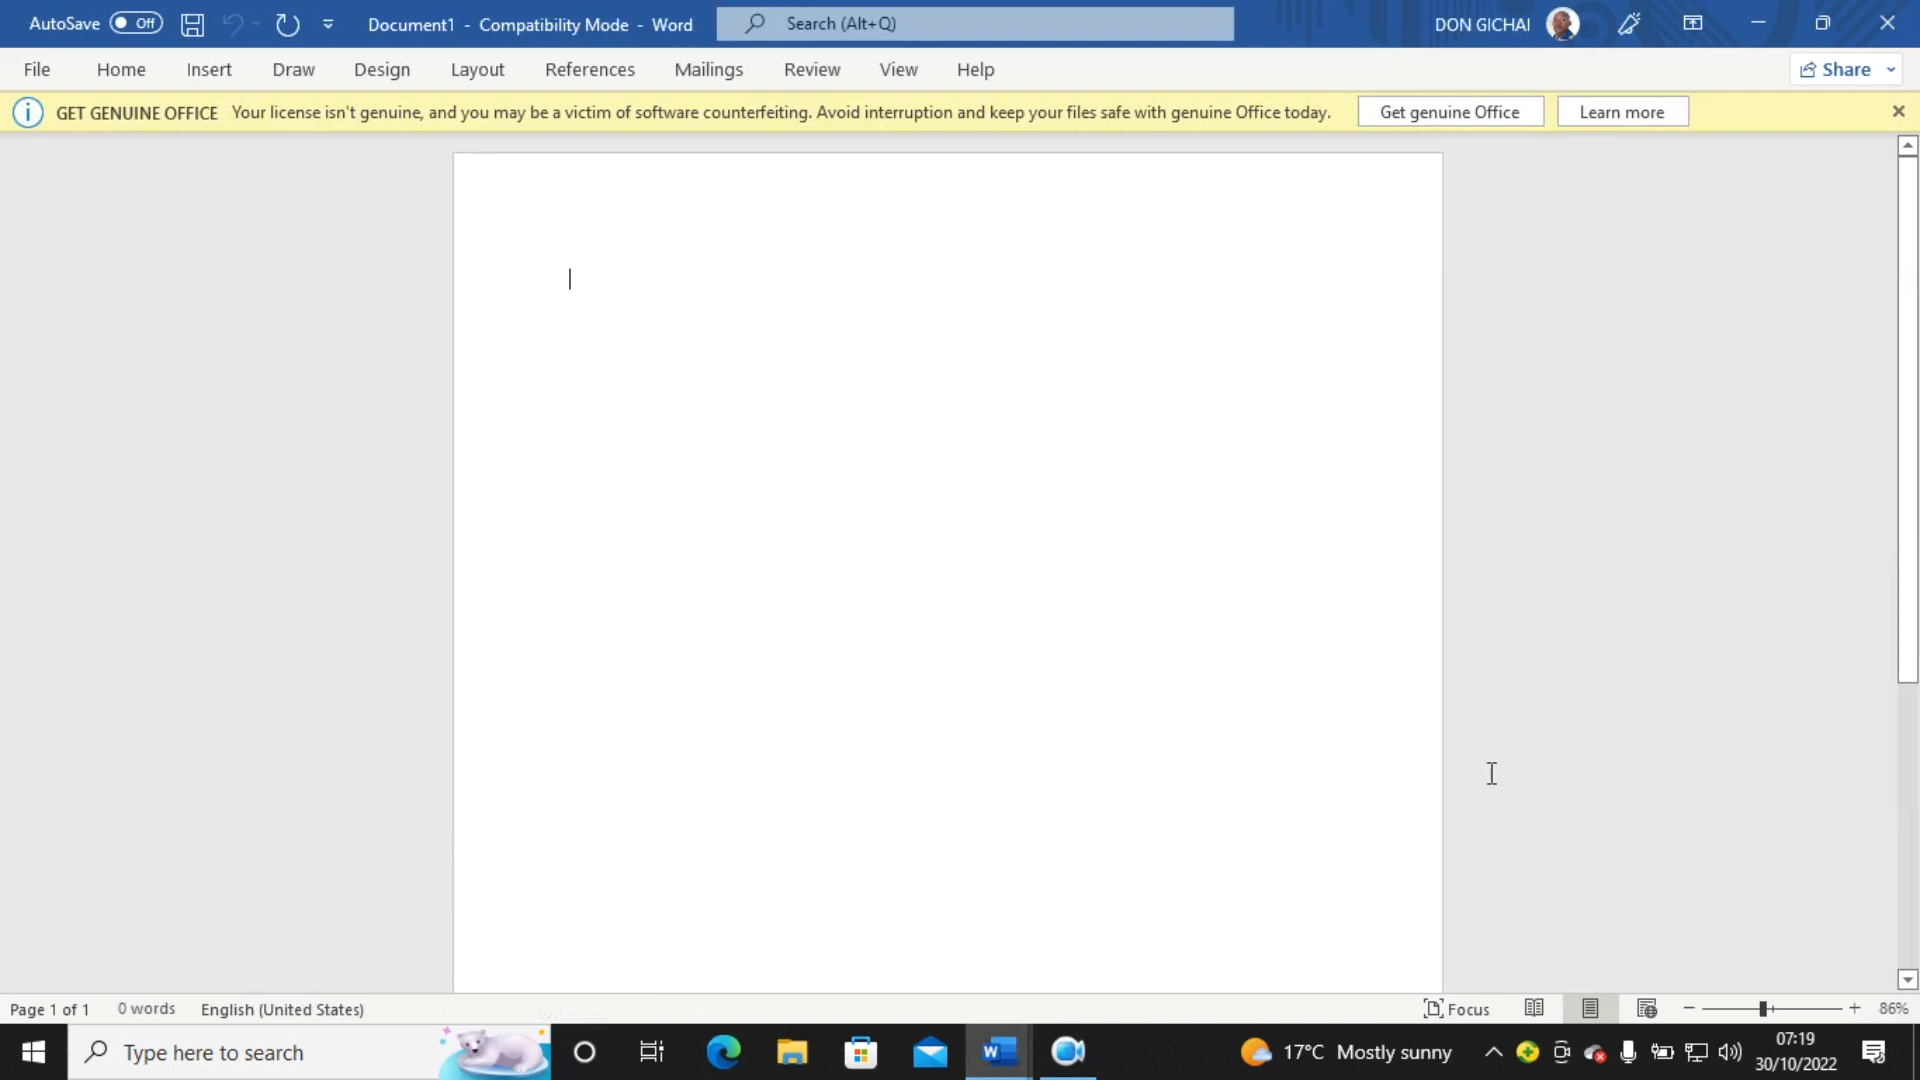 AutoSave Off Document1 - Compatibility Mode - Word Search (Alt+Q) DON GICHAI
File Home Insert Draw Design Layout References Mailings Review View Help Share
GET GENUINE OFFICE Your license isn't genuine, and you may be a victim of software counterfeiting. Avoid interruption and keep your files safe with genuine Office today. Get genuine Office Learn more
Page 1 of 1 0 words English (United States) Focus 86%
Type here to search 17°C Mostly sunny 07:19
30/10/2022